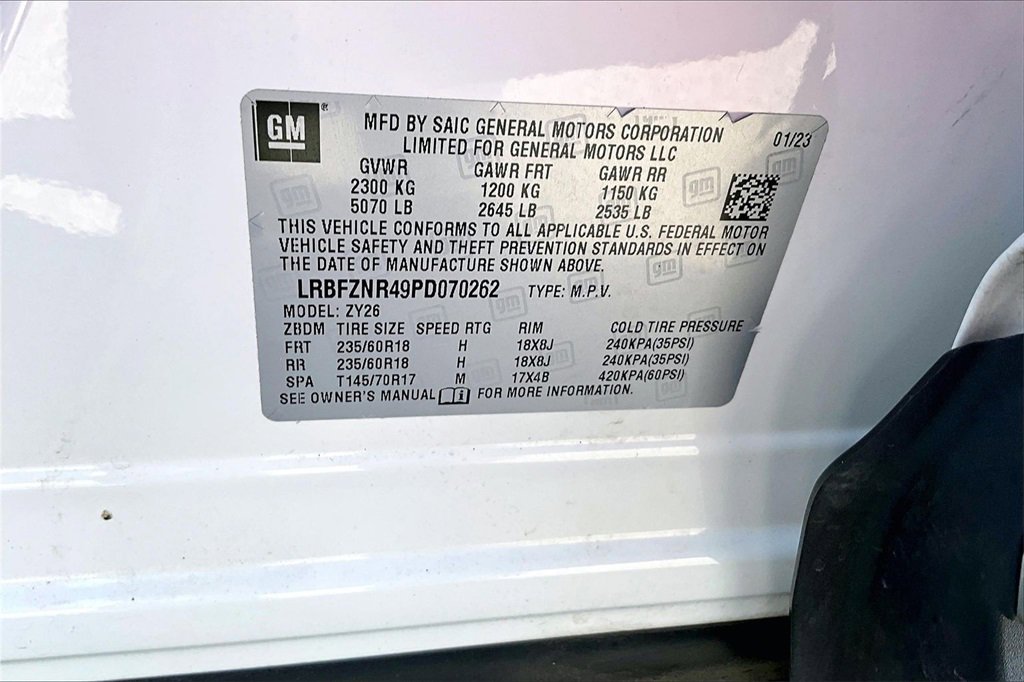 GM
MFD BY SAIC GENERAL MOTORS CORPORATION 01/23
LIMITED FOR GENERAL MOTORS LLC
GVWR GAWR FRT GAWR RR
2300 KG 1200 KG 1150 KG
5070 LB 2645 LB 2535 LB
THIS VEHICLE CONFORMS TO ALL APPLICABLE U.S. FEDERAL MOTOR
VEHICLE SAFETY AND THEFT PREVENTION STANDARDS IN EFFECT ON
THE DATE OF MANUFACTURE SHOWN ABOVE.
LRBFZNR49PD070262 TYPE: M.P.V.
MODEL: ZY26
ZBDM TIRE SIZE SPEED RTG RIM COLD TIRE PRESSURE
FRT 235/60R18 H 18X8J 240KPA(35PSI)
RR 235/60R18 H 18X8J 240KPA(35PSI)
SPA T145/70R17 M 17X4B 420KPA(60PSI)
SEE OWNER'S MANUAL FOR MORE INFORMATION.